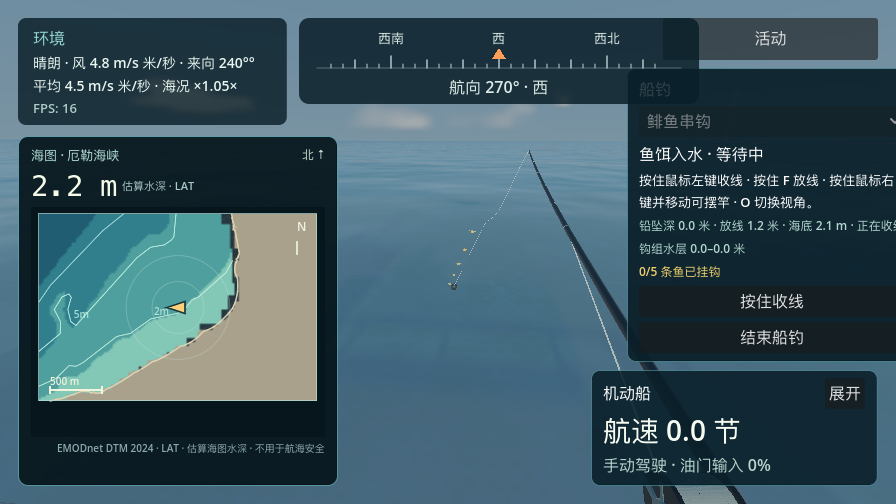 环境
晴朗 · 风 4.8 m/s 米/秒 · 来向 240°°
平均 4.5 m/s 米/秒 · 海况 ×1.05×
FPS: 16
西南 西 西北
航向 270° · 西
活动
船钓
鲱鱼串钩
鱼饵入水 · 等待中
按住鼠标左键收线 · 按住 F 放线 · 按住鼠标右
键并移动可摆竿 · O 切换视角。
铅坠深 0.0 米 · 放线 1.2 米 · 海底 2.1 m · 正在收
钩组水层 0.0–0.0 米
0/5 条鱼已挂钩
按住收线
结束船钓
海图 · 厄勒海峡
北 ↑
2.2 m 估算水深 · LAT
N
5m
2m
500 m
EMODnet DTM 2024 · LAT · 估算海图水深 · 不用于航海安全
机动船
展开
航速 0.0 节
手动驾驶 · 油门输入 0%